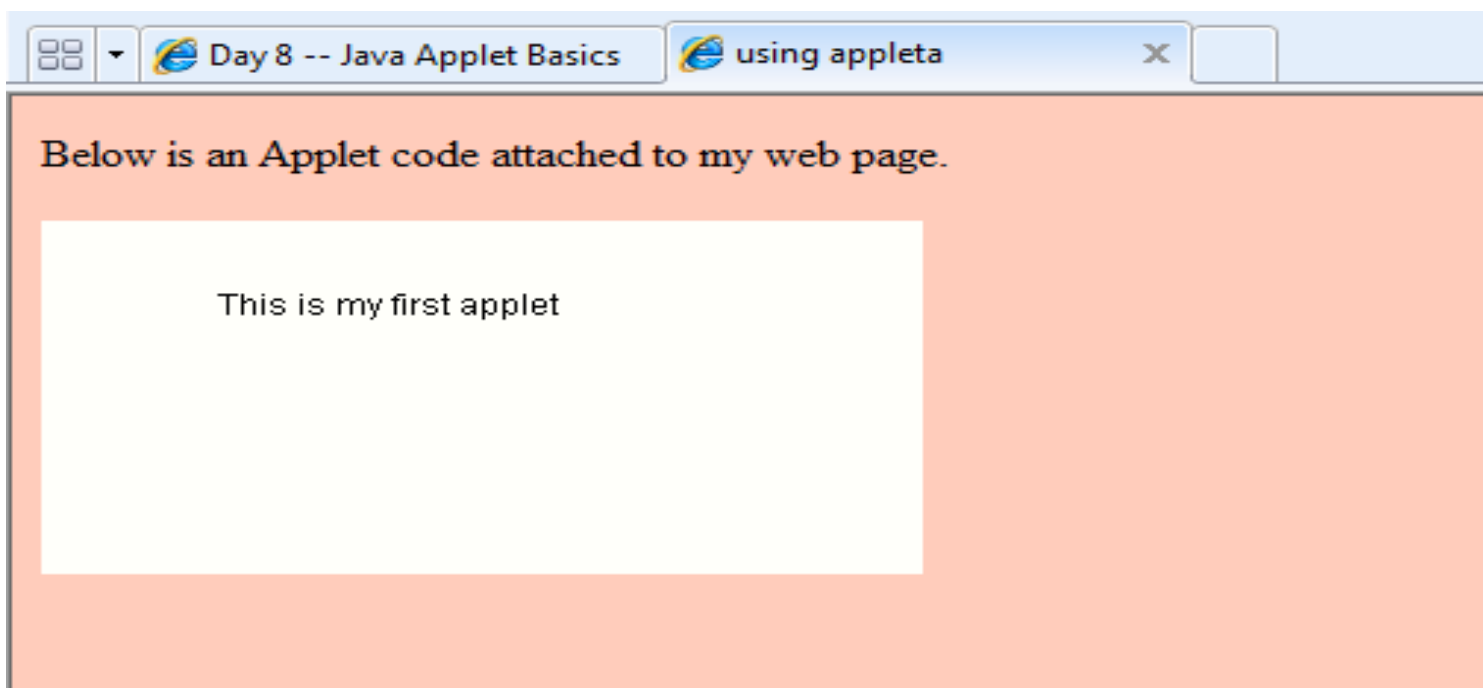 Day 8 -- Java Applet Basics
using appleta
Below is an Applet code attached to my web page.
This is my first applet